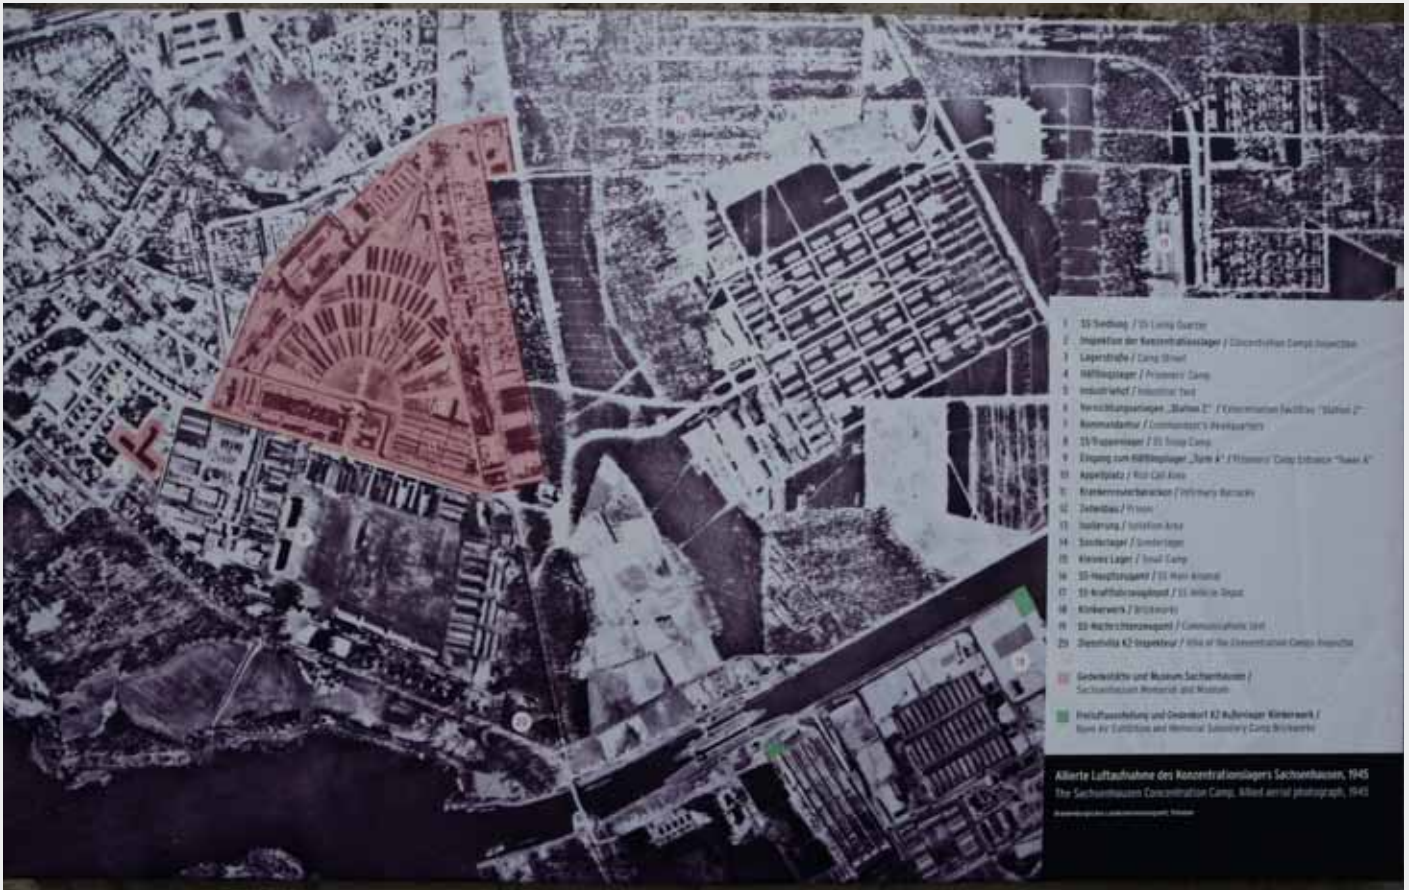 1 SS-Siedlung / SS Living Quarter
2 Inspektion der Konzentrationslager / Concentration Camps Inspection
3 Lagerstraße / Camp Street
4 Häftlingslager / Prisoners' Camp
5 Industriehof / Industrial Yard
6 Vernichtungsanlagen „Station Z“ / Extermination Facilities "Station Z"
7 Kommandantur / Commandant's Headquarters
8 SS-Truppenlager / SS Troop Camp
9 Eingang zum Häftlingslager „Turm A“ / Prisoners' Camp Entrance "Tower A"
10 Appellplatz / Roll Call Area
11 Krankenrevierbaracken / Infirmary Barracks
12 Zellenbau / Prison
13 Isolierung / Isolation Area
14 Sonderlager / Sonderlager
15 Kleines Lager / Small Camp
16 SS-Hauptzeugamt / SS Main Arsenal
17 SS-Kraftfahrzeugdepot / SS Vehicle Depot
18 Klinkerwerk / Brickworks
19 SS-Nachrichtenzeugamt / Communications Unit
20 Dienstvilla KZ-Inspekteur / Villa of the Concentration Camps Inspector
Gedenkstätte und Museum Sachsenhausen /
Sachsenhausen Memorial and Museum
Freiluftausstellung und Gedenkort KZ-Außenlager Klinkerwerk /
Open Air Exhibition and Memorial Subsidiary Camp Brickworks
Alliierte Luftaufnahme des Konzentrationslagers Sachsenhausen, 1945
The Sachsenhausen Concentration Camp, Allied aerial photograph, 1945